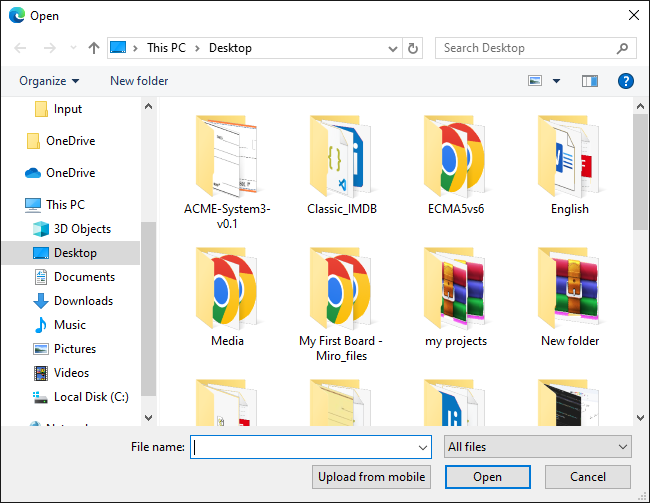 Open
This PC > Desktop
Search Desktop
Organize
New folder
Input
OneDrive
OneDrive
This PC
3D Objects
Desktop
Documents
Downloads
Music
Pictures
Videos
Local Disk (C:)
ACME-System3-
v0.1
Classic_IMDB
ECMA5vs6
English
Media
My First Board -
Miro_files
my projects
New folder
File name:
All files
Upload from mobile
Open
Cancel